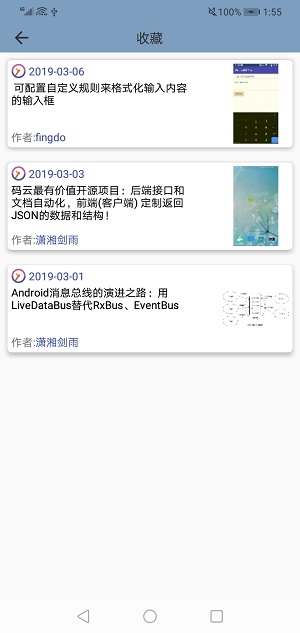 4G 100% 1:55
收藏
2019-03-06
可配置自定义规则来格式化输入内容
的输入框
作者:fingdo
2019-03-03
码云最有价值开源项目：后端接口和
文档自动化，前端(客户端) 定制返回
JSON的数据和结构！
作者:潇湘剑雨
2019-03-01
Android消息总线的演进之路：用
LiveDataBus替代RxBus、EventBus
作者:潇湘剑雨